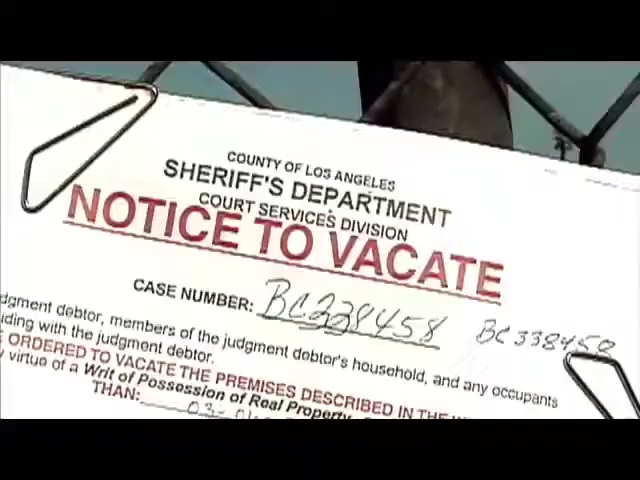 COUNTY OF LOS ANGELES
SHERIFF'S DEPARTMENT
COURT SERVICES DIVISION
NOTICE TO VACATE
CASE NUMBER: BC338458 BC338458
dgment debtor, members of the judgment debtor's household, and any occupants
iding with the judgment debtor.
ORDERED TO VACATE THE PREMISES DESCRIBED IN THE
virtue of a Writ of Possession of Real Property
THAN: